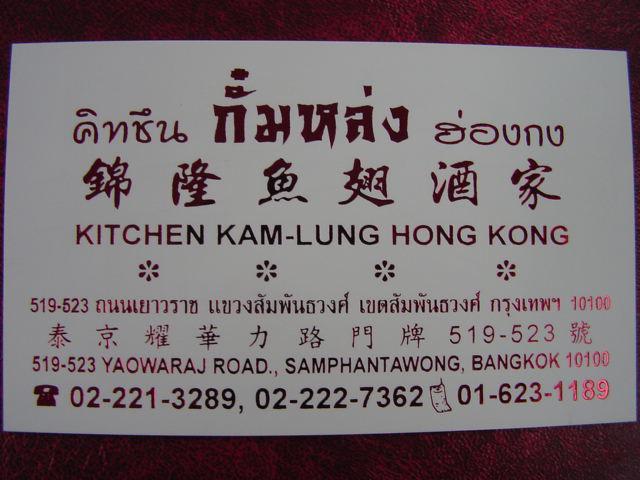 คิทชึน กั๊มหล่ง ฮ่องกง
錦隆魚翅酒家
KITCHEN KAM-LUNG HONG KONG
519-523 ถนนเยาวราช แขวงสัมพันธวงศ์ เขตสัมพันธวงศ์ กรุงเทพฯ 10100
泰京耀華力路門牌 519-523 號
519-523 YAOWARAJ ROAD., SAMPHANTAWONG, BANGKOK 10100
02-221-3289, 02-222-7362 01-623-1189